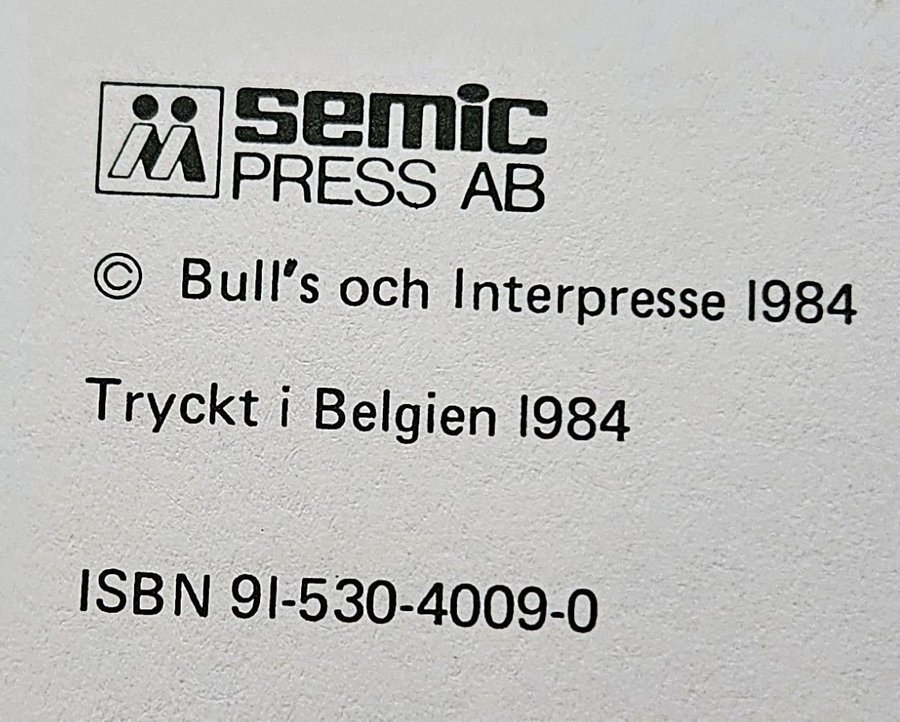 semic
PRESS AB
© Bull's och Interpresse 1984
Tryckt i Belgien 1984
ISBN 91-530-4009-0